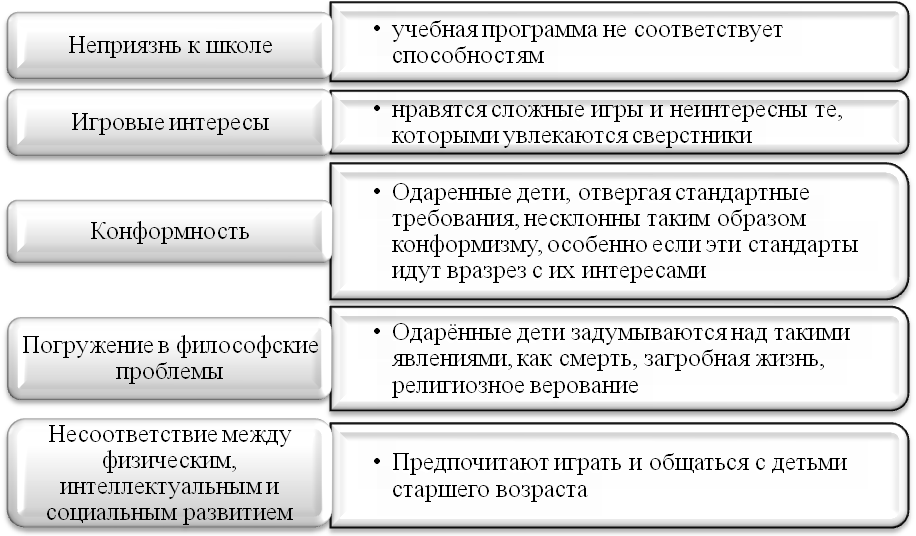 Неприязнь к школе
• учебная программа не соответствует
способностям
Игровые интересы
• нравятся сложные игры и неинтересны те,
которыми увлекаются сверстники
Конформность
• Одаренные дети, отвергая стандартные
требования, несклонны таким образом
конформизму, особенно если эти стандарты
идут вразрез с их интересами
Погружение в философские
проблемы
• Одарённые дети задумываются над такими
явлениями, как смерть, загробная жизнь,
религиозное верование
Несоответствие между
физическим,
интеллектуальным и
социальным развитием
• Предпочитают играть и общаться с детьми
старшего возраста